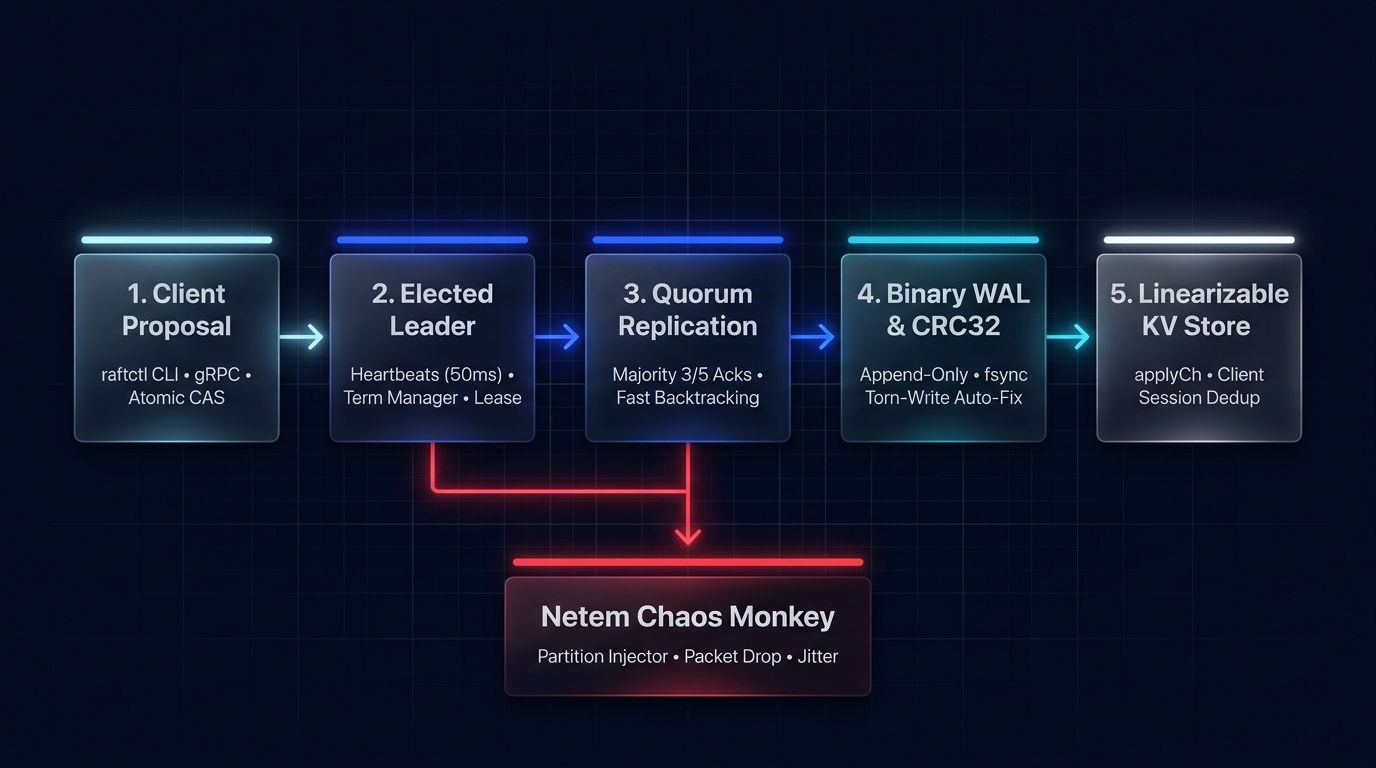 1. Client
Proposal
raftctl CLI • gRPC •
Atomic CAS
2. Elected
Leader
Heartbeats (50ms) •
Term Manager • Lease
3. Quorum
Replication
Majority 3/5 Acks •
Fast Backtracking
4. Binary WAL
& CRC32
Append-Only • fsync
Torn-Write Auto-Fix
5. Linearizable
KV Store
applyCh • Client
Session Dedup
Netem Chaos Monkey
Partition Injector • Packet Drop • Jitter